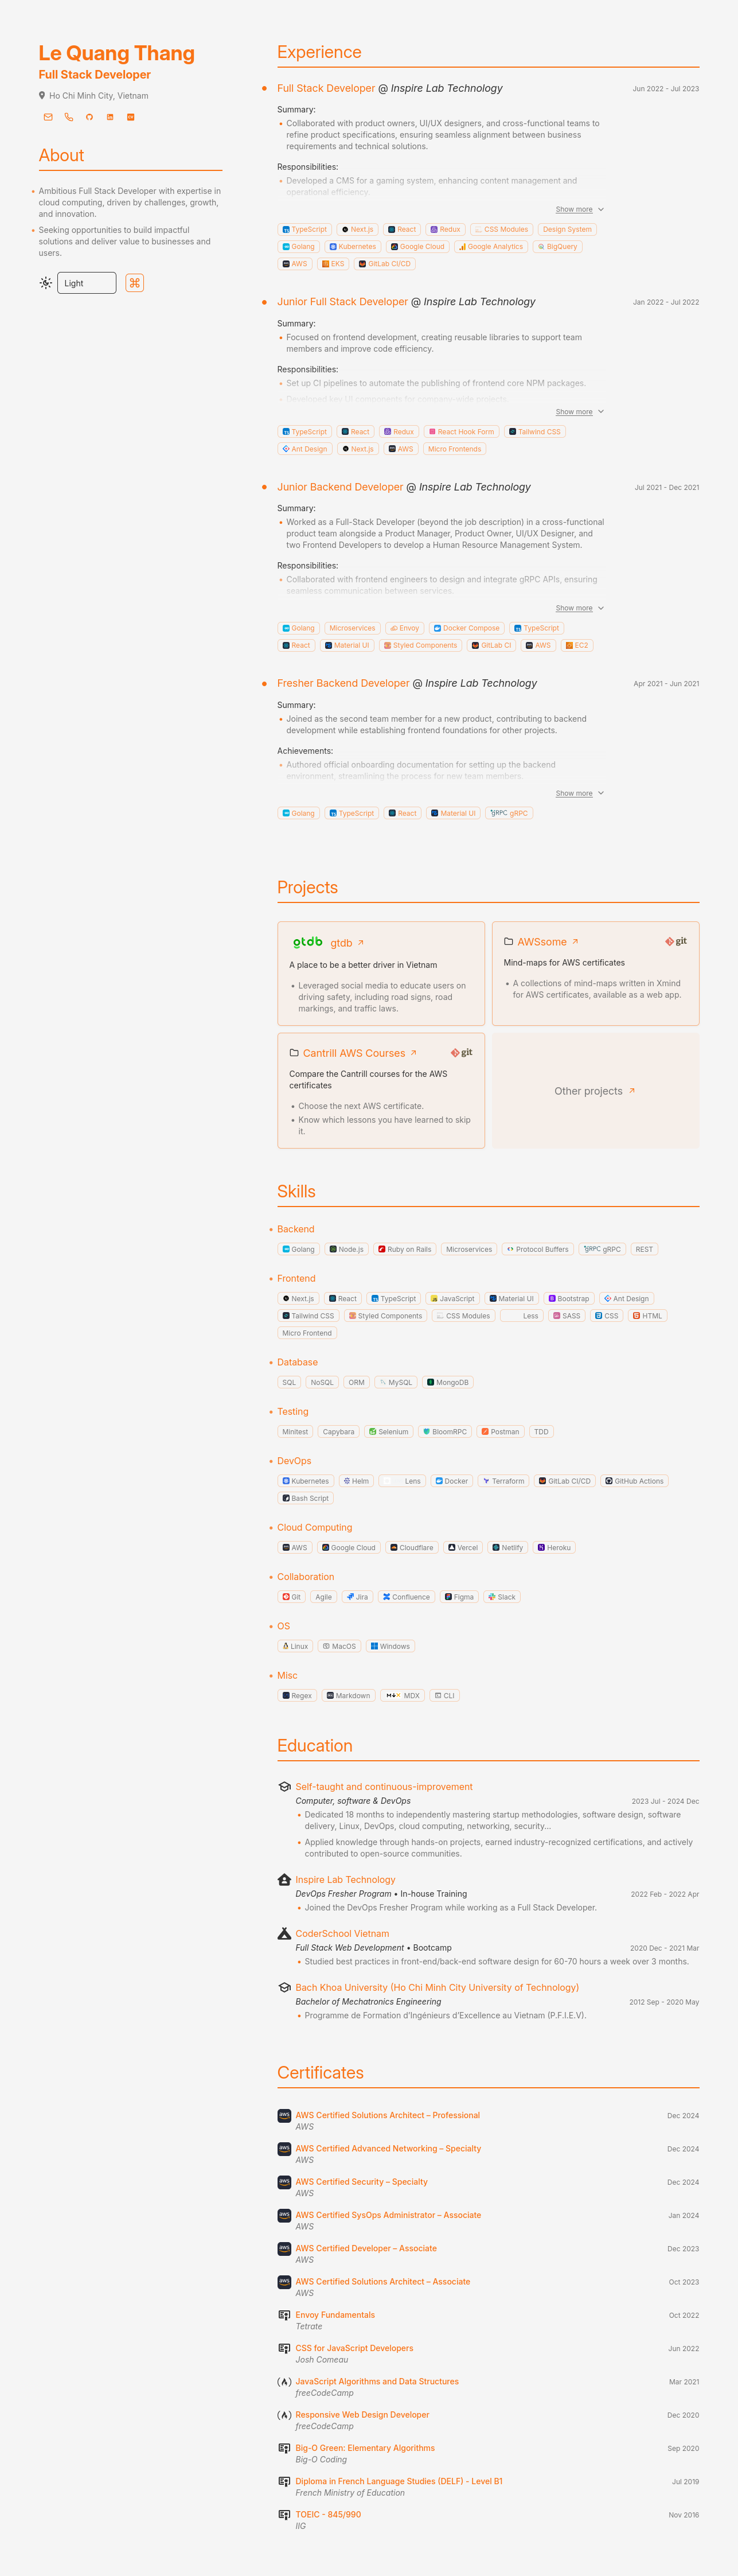 Le Quang Thang
Full Stack Developer
Ho Chi Minh City, Vietnam
About
Ambitious Full Stack Developer with expertise in
cloud computing, driven by challenges, growth,
and innovation.
Seeking opportunities to build impactful
solutions and deliver value to businesses and
users.
Light
Experience
Full Stack Developer @ Inspire Lab Technology
Jun 2022 - Jul 2023
Summary:
Collaborated with product owners, UI/UX designers, and cross-functional teams to
refine product specifications, ensuring seamless alignment between business
requirements and technical solutions.
Responsibilities:
Developed a CMS for a gaming system, enhancing content management and
operational efficiency.
Show more
TypeScript Next.js React Redux CSS Modules Design System
Golang Kubernetes Google Cloud Google Analytics BigQuery
AWS EKS GitLab CI/CD
Junior Full Stack Developer @ Inspire Lab Technology
Jan 2022 - Jul 2022
Summary:
Focused on frontend development, creating reusable libraries to support team
members and improve code efficiency.
Responsibilities:
Set up CI pipelines to automate the publishing of frontend core NPM packages.
Developed key UI components for company-wide projects.
Show more
TypeScript React Redux React Hook Form Tailwind CSS
Ant Design Next.js AWS Micro Frontends
Junior Backend Developer @ Inspire Lab Technology
Jul 2021 - Dec 2021
Summary:
Worked as a Full-Stack Developer (beyond the job description) in a cross-functional
product team alongside a Product Manager, Product Owner, UI/UX Designer, and
two Frontend Developers to develop a Human Resource Management System.
Responsibilities:
Collaborated with frontend engineers to design and integrate gRPC APIs, ensuring
seamless communication between services.
Show more
Golang Microservices Envoy Docker Compose TypeScript
React Material UI Styled Components GitLab CI AWS EC2
Fresher Backend Developer @ Inspire Lab Technology
Apr 2021 - Jun 2021
Summary:
Joined as the second team member for a new product, contributing to backend
development while establishing frontend foundations for other projects.
Achievements:
Authored official onboarding documentation for setting up the backend
environment, streamlining the process for new team members.
Show more
Golang TypeScript React Material UI gRPC gRPC
Projects
gtdb gtdb
A place to be a better driver in Vietnam
Leveraged social media to educate users on
driving safety, including road signs, road
markings, and traffic laws.
AWSsome git
Mind-maps for AWS certificates
A collections of mind-maps written in Xmind
for AWS certificates, available as a web app.
Cantrill AWS Courses git
Compare the Cantrill courses for the AWS
certificates
Choose the next AWS certificate.
Know which lessons you have learned to skip
it.
Other projects
Skills
Backend
Golang Node.js Ruby on Rails Microservices Protocol Buffers gRPC gRPC REST
Frontend
Next.js React TypeScript JavaScript Material UI Bootstrap Ant Design
Tailwind CSS Styled Components CSS Modules Less SASS CSS HTML
Micro Frontend
Database
SQL NoSQL ORM MySQL MongoDB
Testing
Minitest Capybara Selenium BloomRPC Postman TDD
DevOps
Kubernetes Helm Lens Docker Terraform GitLab CI/CD GitHub Actions
Bash Script
Cloud Computing
AWS Google Cloud Cloudflare Vercel Netlify Heroku
Collaboration
Git Agile Jira Confluence Figma Slack
OS
Linux MacOS Windows
Misc
Regex Markdown MDX CLI
Education
Self-taught and continuous-improvement
Computer, software & DevOps
2023 Jul - 2024 Dec
Dedicated 18 months to independently mastering startup methodologies, software design, software
delivery, Linux, DevOps, cloud computing, networking, security...
Applied knowledge through hands-on projects, earned industry-recognized certifications, and actively
contributed to open-source communities.
Inspire Lab Technology
DevOps Fresher Program • In-house Training
2022 Feb - 2022 Apr
Joined the DevOps Fresher Program while working as a Full Stack Developer.
CoderSchool Vietnam
Full Stack Web Development • Bootcamp
2020 Dec - 2021 Mar
Studied best practices in front-end/back-end software design for 60-70 hours a week over 3 months.
Bach Khoa University (Ho Chi Minh City University of Technology)
Bachelor of Mechatronics Engineering
2012 Sep - 2020 May
Programme de Formation d'Ingénieurs d'Excellence au Vietnam (P.F.I.E.V).
Certificates
AWS Certified Solutions Architect – Professional
Dec 2024
AWS
AWS Certified Advanced Networking – Specialty
Dec 2024
AWS
AWS Certified Security – Specialty
Dec 2024
AWS
AWS Certified SysOps Administrator – Associate
Jan 2024
AWS
AWS Certified Developer – Associate
Dec 2023
AWS
AWS Certified Solutions Architect – Associate
Oct 2023
AWS
Envoy Fundamentals
Oct 2022
Tetrate
CSS for JavaScript Developers
Jun 2022
Josh Comeau
JavaScript Algorithms and Data Structures
Mar 2021
freeCodeCamp
Responsive Web Design Developer
Dec 2020
freeCodeCamp
Big-O Green: Elementary Algorithms
Sep 2020
Big-O Coding
Diploma in French Language Studies (DELF) - Level B1
Jul 2019
French Ministry of Education
TOEIC - 845/990
Nov 2016
IIG